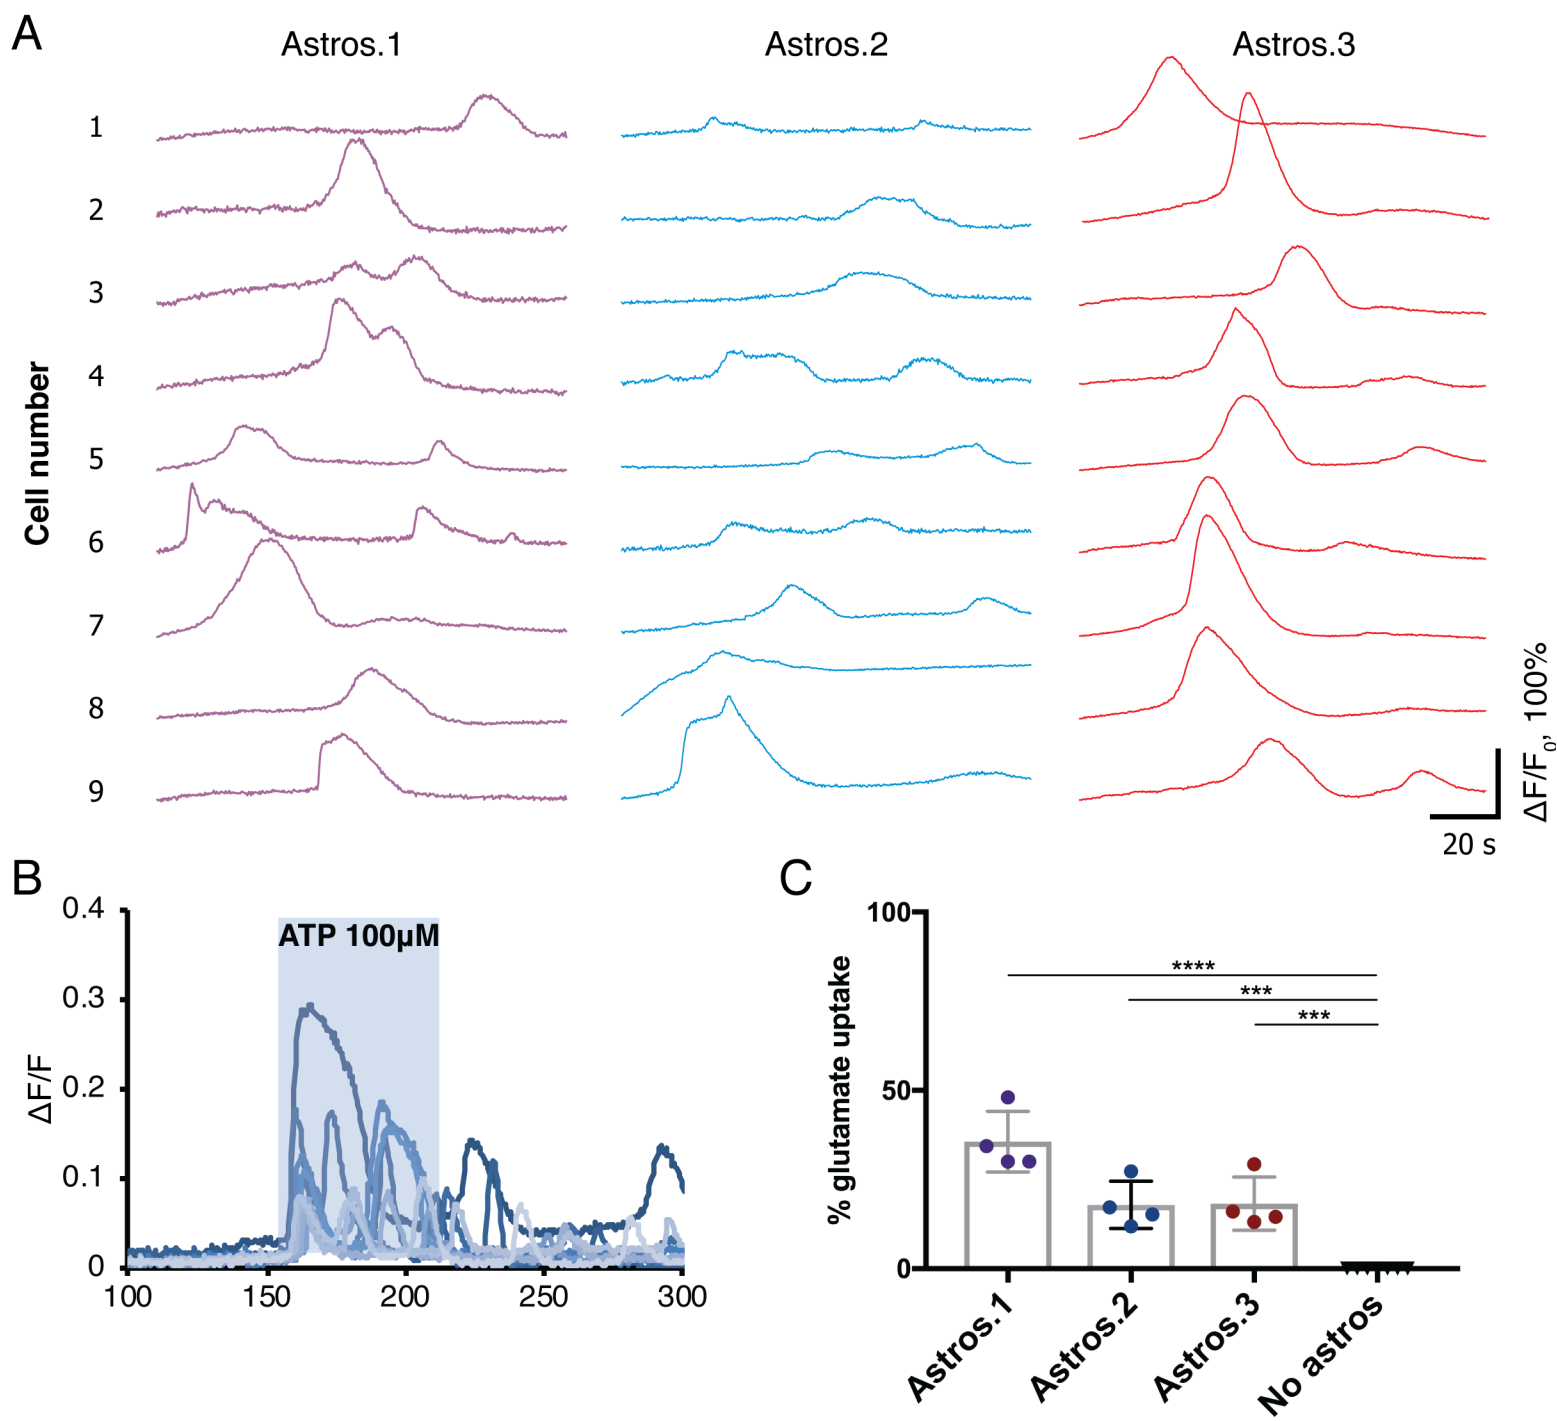 A
Astros.1
Astros.2
Astros.3
Cell number
1
2
3
4
5
6
7
8
9
ΔF/F0, 100%
20 s
B
ΔF/F
0.4
0.3
0.2
0.1
0
ATP 100µM
100
150
200
250
300
C
% glutamate uptake
100
50
0
****
***
***
Astros.1
Astros.2
Astros.3
No astros